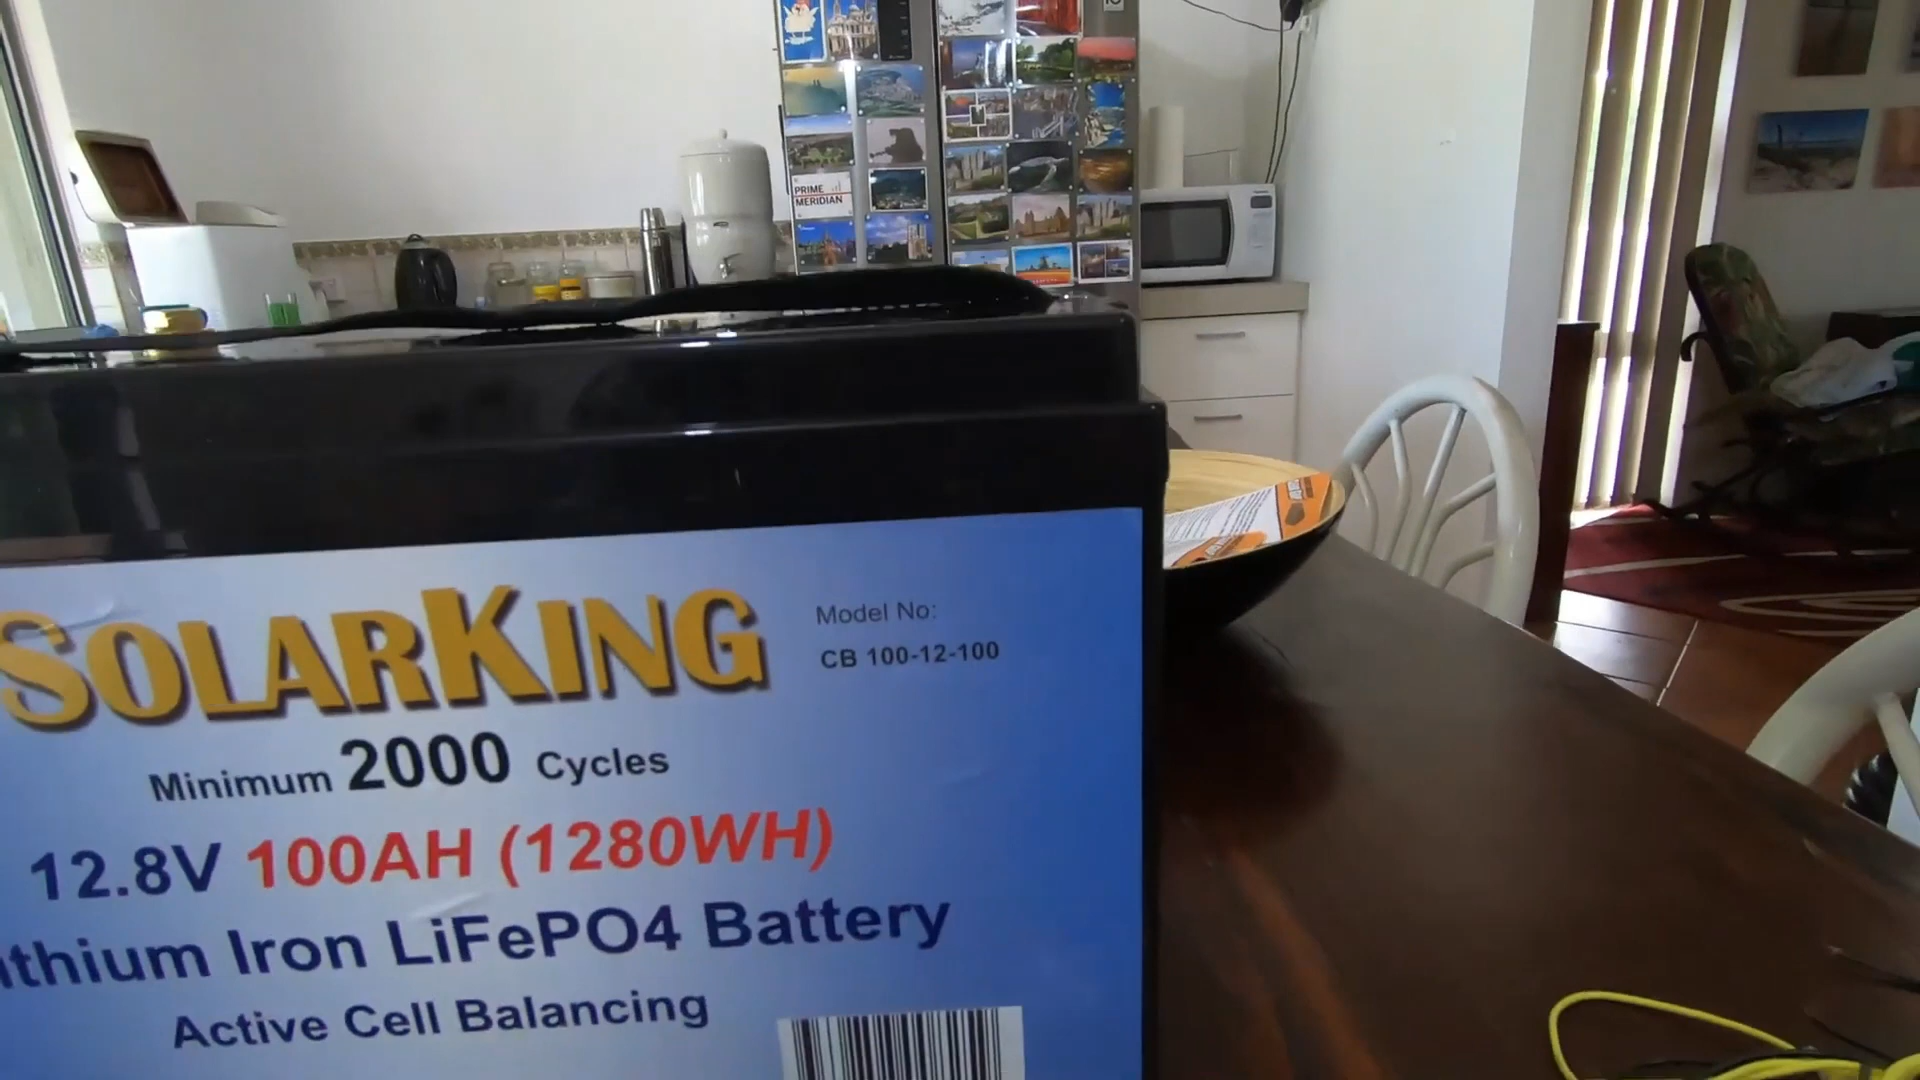 PRIME
MERIDIAN
SOLARKING
Model No:
CB 100-12-100
Minimum 2000 Cycles
12.8V 100AH (1280WH)
ithium Iron LiFePO4 Battery
Active Cell Balancing